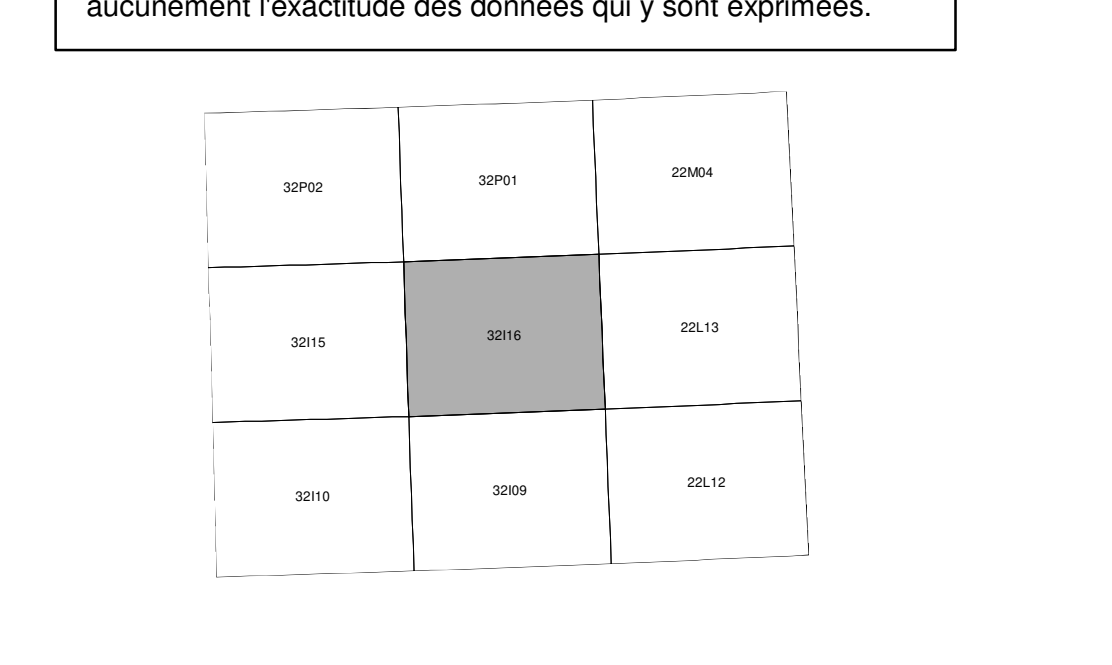 aucunement l'exactitude des données qui y sont exprimées.
32P02
32P01
22M04
32I15
32I16
22L13
32I10
32I09
22L12